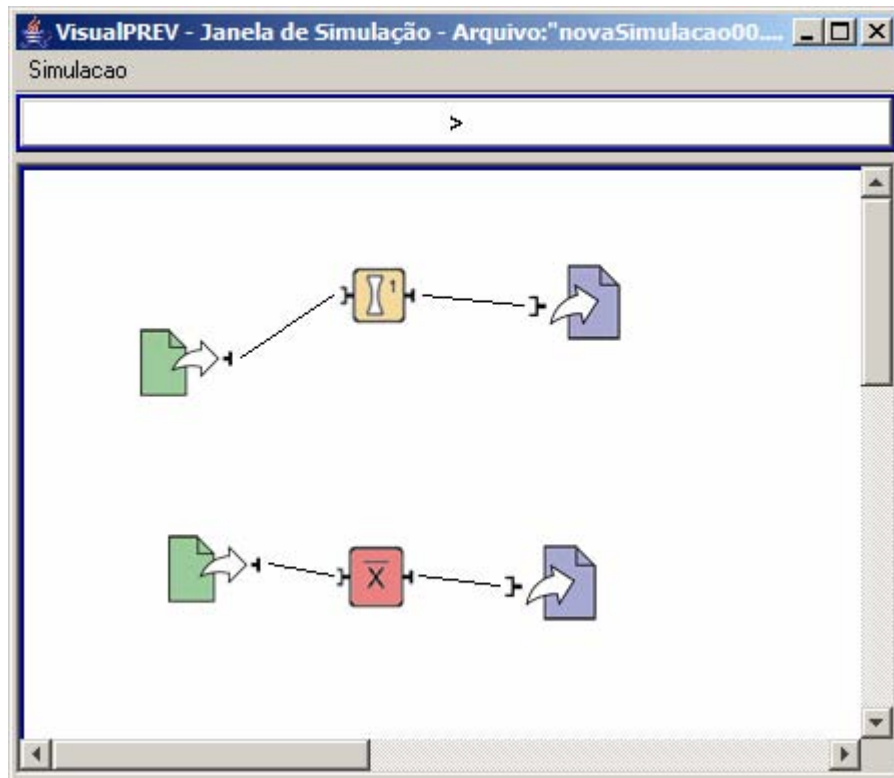 VisualPREV - Janela de Simulação - Arquivo:"novaSimulacao00....
Simulacao
>
1
X